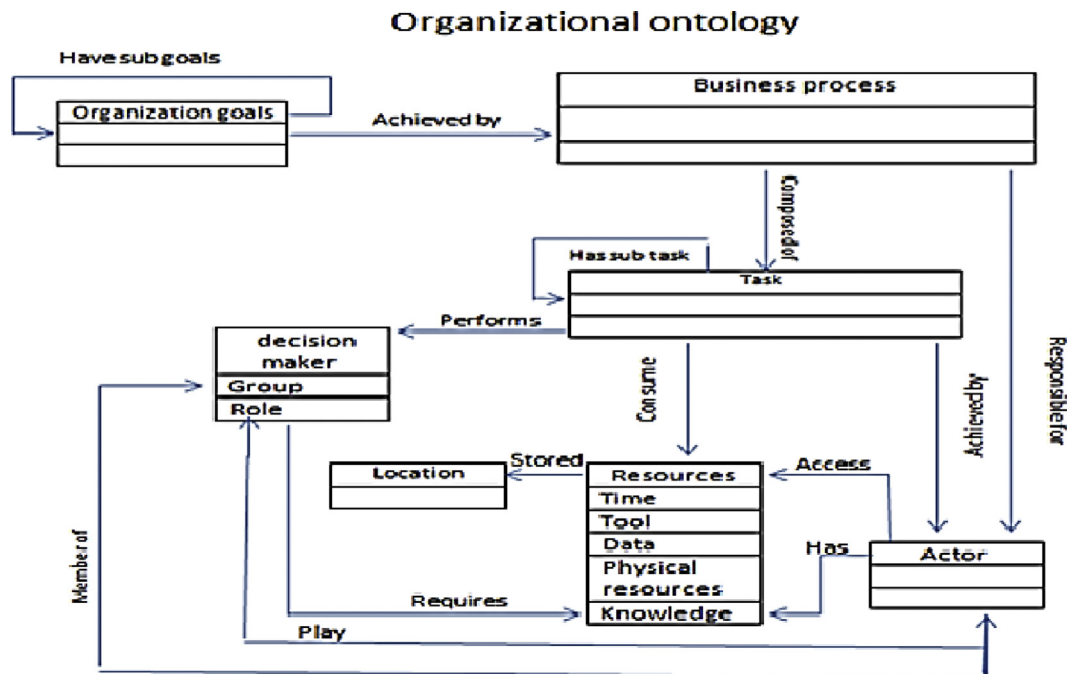 Organizational ontology
Have sub goals
Organization goals
Achieved by
Business process
Composed of
Has sub task
Task
Performs
decision
maker
Group
Role
Consume
Achieved by
Responsible for
Location
Stored
Resources
Time
Tool
Data
Physical
resources
Knowledge
Access
Has
Actor
Member of
Requires
Play